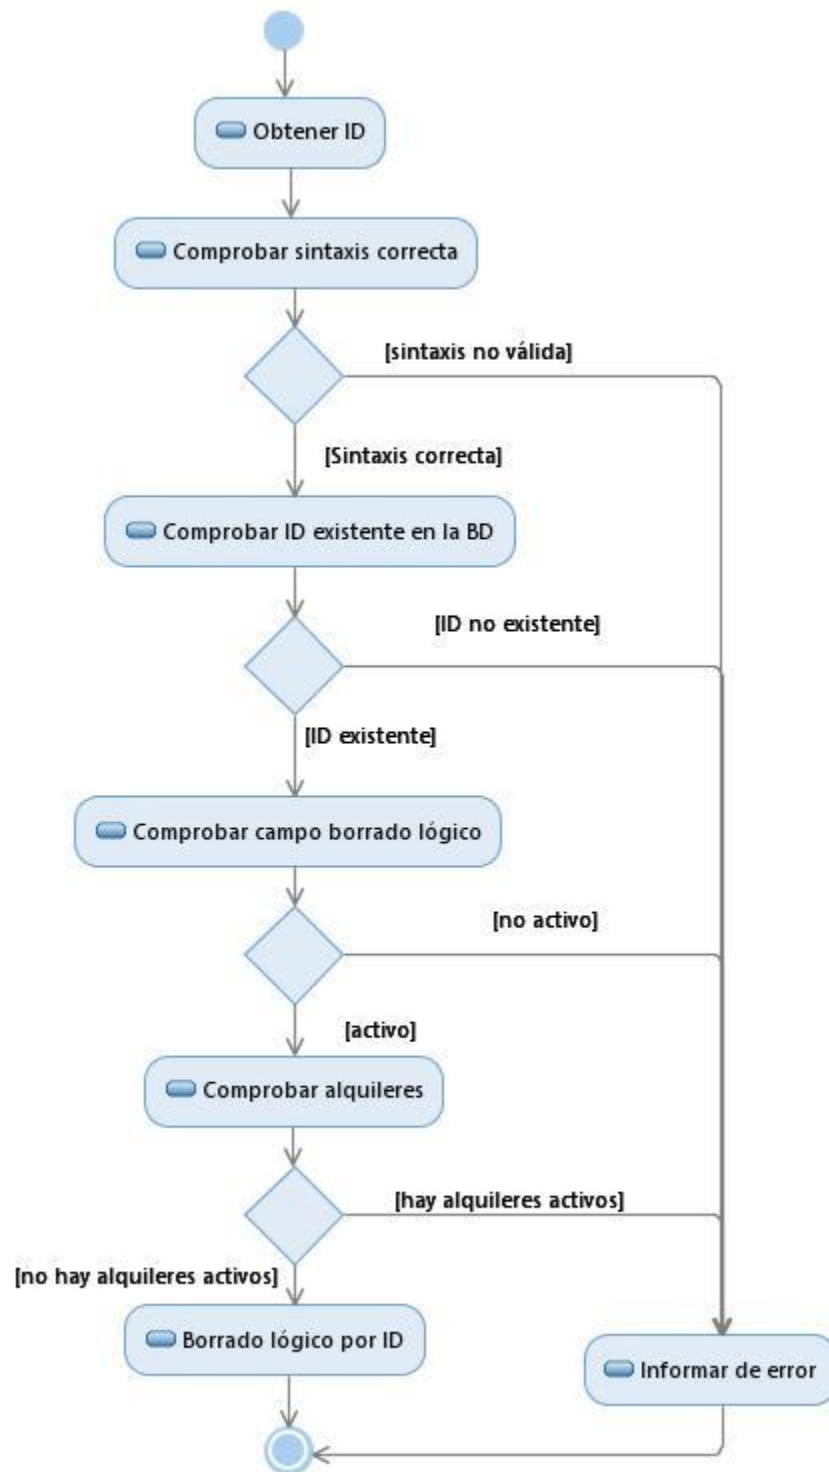 Obtener ID
Comprobar sintaxis correcta
[sintaxis no válida]
[Sintaxis correcta]
Comprobar ID existente en la BD
[ID no existente]
[ID existente]
Comprobar campo borrado lógico
[no activo]
[activo]
Comprobar alquileres
[hay alquileres activos]
[no hay alquileres activos]
Borrado lógico por ID
Informar de error